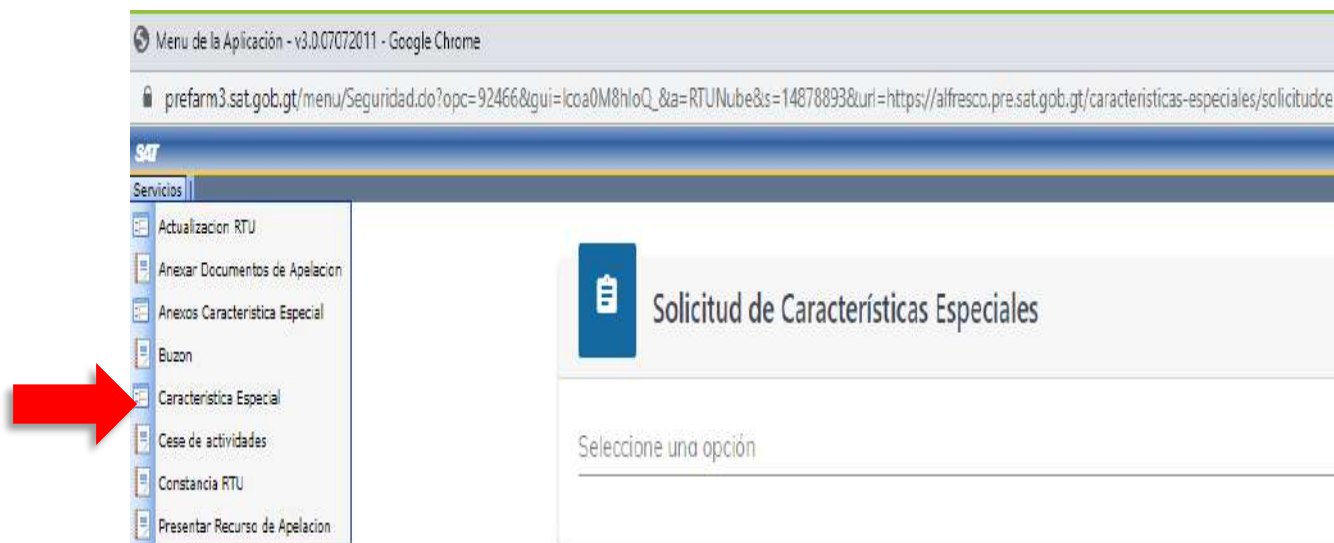 Menu de la Aplicación - v3.0.07072011 - Google Chrome
prefarm3.sat.gob.gt/menu/Seguridad.do?opc=92466&gui=Icoa0M8hIoQ_&a=RTUNube&s=14878893&url=https://alfresco.pre.sat.gob.gt/caracteristicas-especiales/solicitudce
SAT
Servicios
Actualizacion RTU
Anexar Documentos de Apelacion
Anexos Caracteristica Especial
Buzon
Caracteristica Especial
Cese de actividades
Constancia RTU
Presentar Recurso de Apelacion
Solicitud de Características Especiales
Seleccione una opción